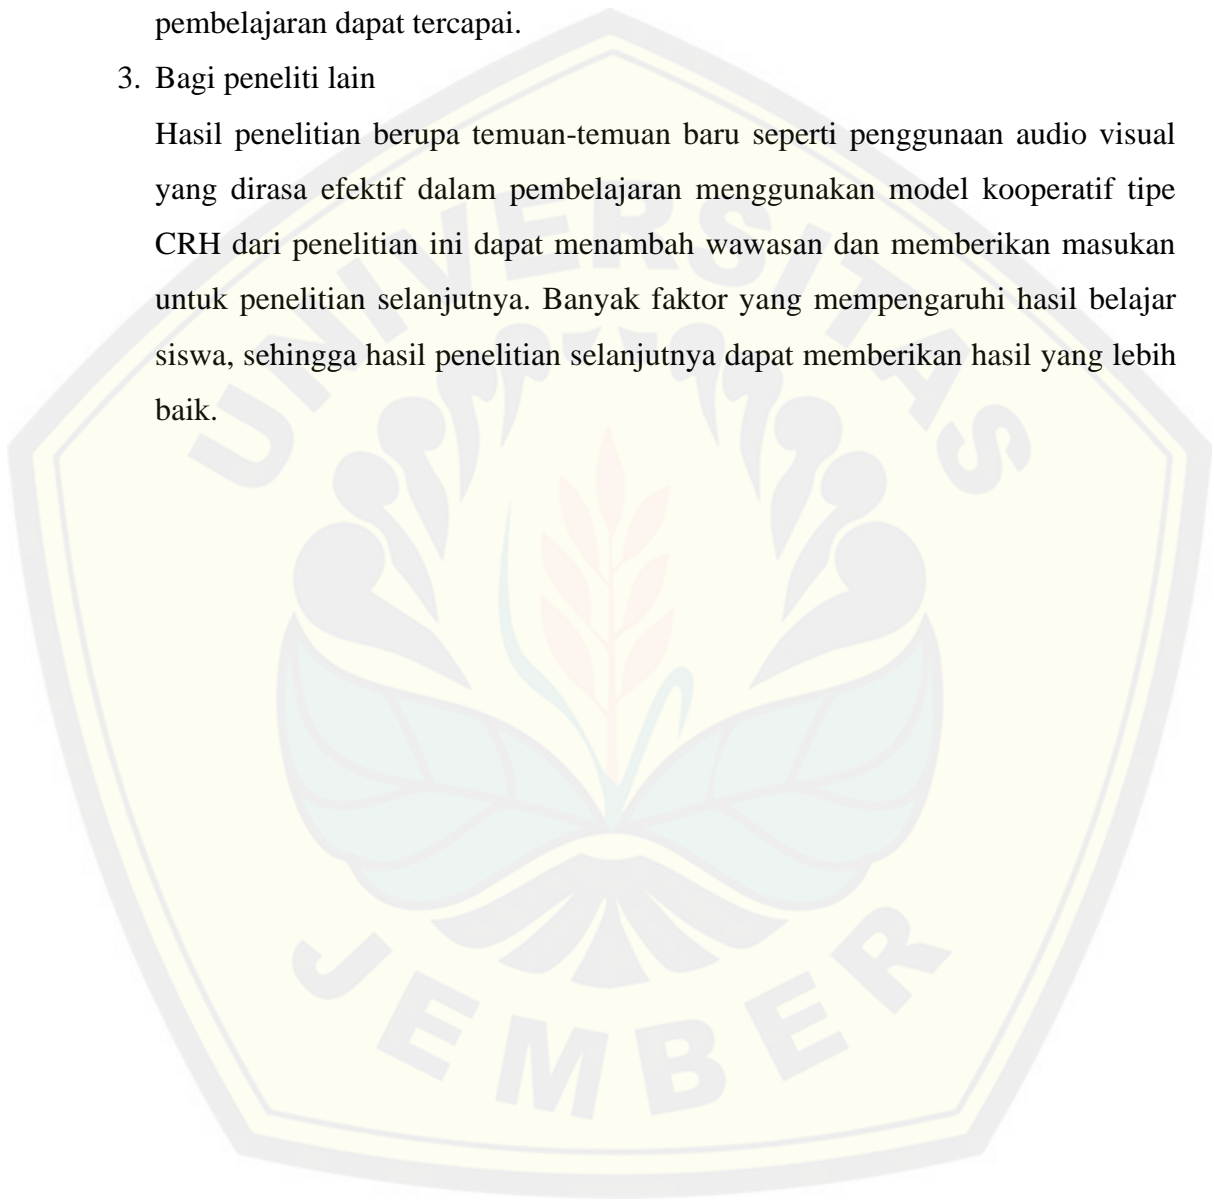 pembelajaran dapat tercapai.
3. Bagi peneliti lain
Hasil penelitian berupa temuan-temuan baru seperti penggunaan audio visual
yang dirasa efektif dalam pembelajaran menggunakan model kooperatif tipe
CRH dari penelitian ini dapat menambah wawasan dan memberikan masukan
untuk penelitian selanjutnya. Banyak faktor yang mempengaruhi hasil belajar
siswa, sehingga hasil penelitian selanjutnya dapat memberikan hasil yang lebih
baik.
UNIVERSITAS
JEMBER